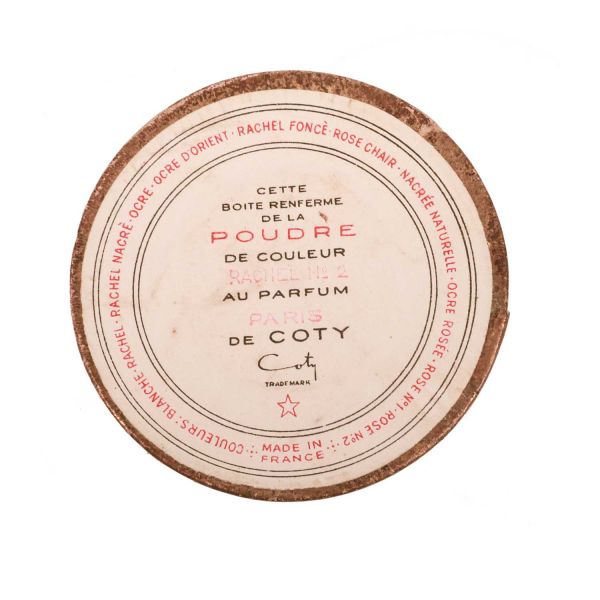 COULEURS: BLANCHE · RACHEL · RACHEL NACRÈ · OCRE · OCRE D'ORIENT · RACHEL FONCÈ · ROSE CHAIR · NACRÉE NATURELLE · OCRE ROSÉE · ROSE Nº1 · ROSE Nº2
CETTE
BOITE RENFERME
DE LA
POUDRE
DE COULEUR
RACHEL Nº 2
AU PARFUM
PARIS
DE COTY
Coty
TRADEMARK
MADE IN
FRANCE